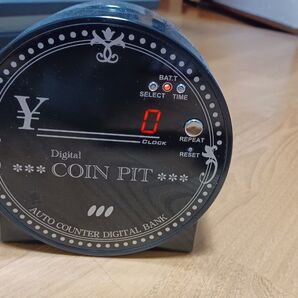 BATT.
SELECT TIME
¥
0
CLOCK
REPEAT
RESET
Digital
*** COIN PIT ***
AUTO COUNTER DIGITAL BANK